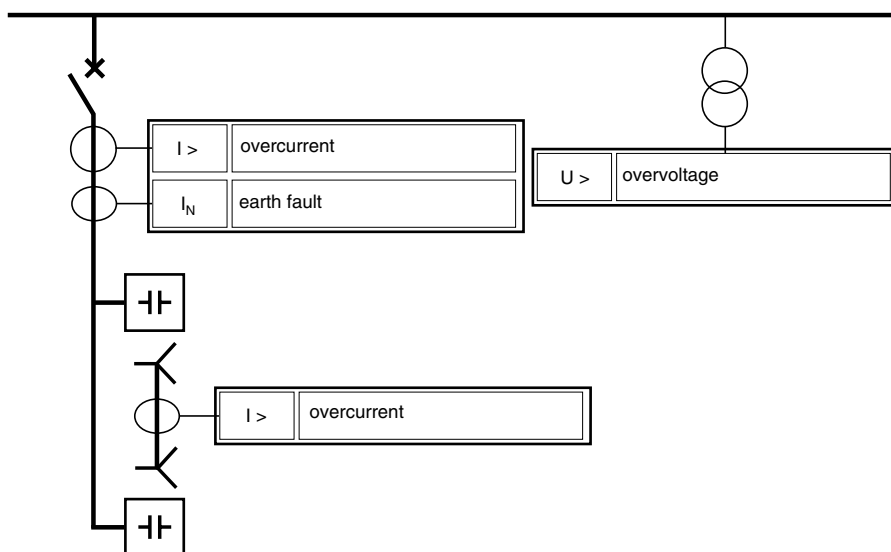 I > overcurrent
I_N earth fault
U > overvoltage
I > overcurrent